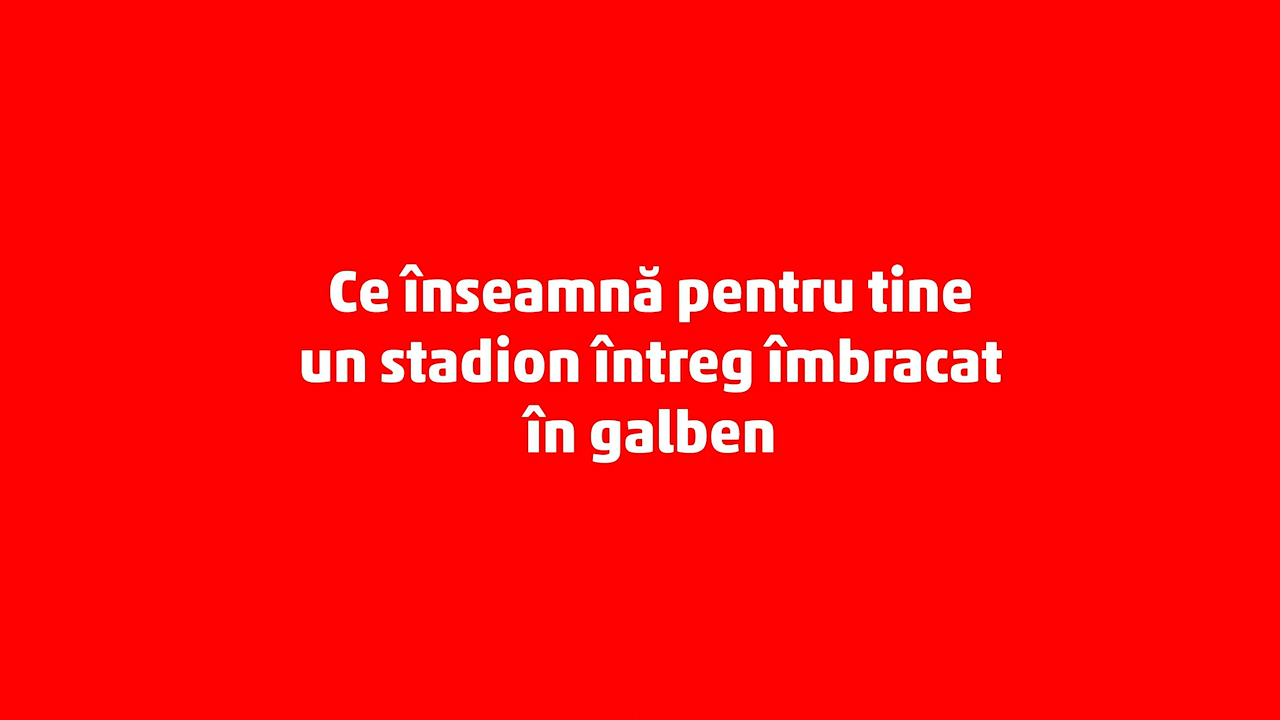 Ce înseamnă pentru tine
un stadion întreg îmbracat
în galben